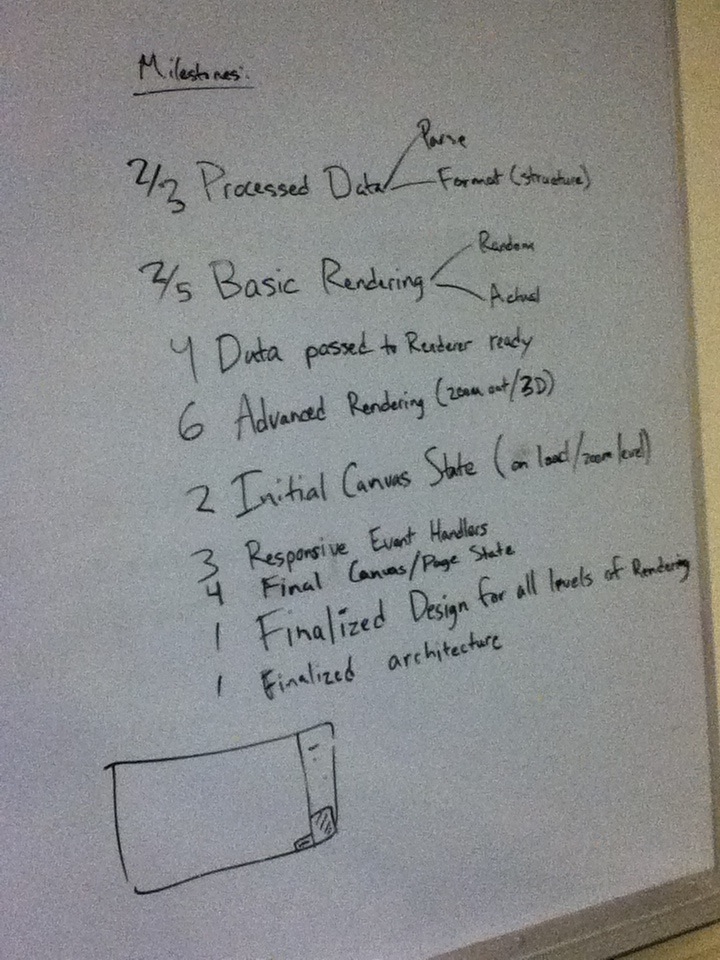 Milestones:
Parse
2/3 Processed Data
Format (structure)
Random
2/5 Basic Rendering
Actual
4 Data passed to Renderer ready
6 Advanced Rendering (zoom out/3D)
2 Initial Canvas State (on load/zoom level)
3 Responsive Event Handlers
4 Final Canvas/Page State
1 Finalized Design for all levels of Rendering
1 Finalized architecture